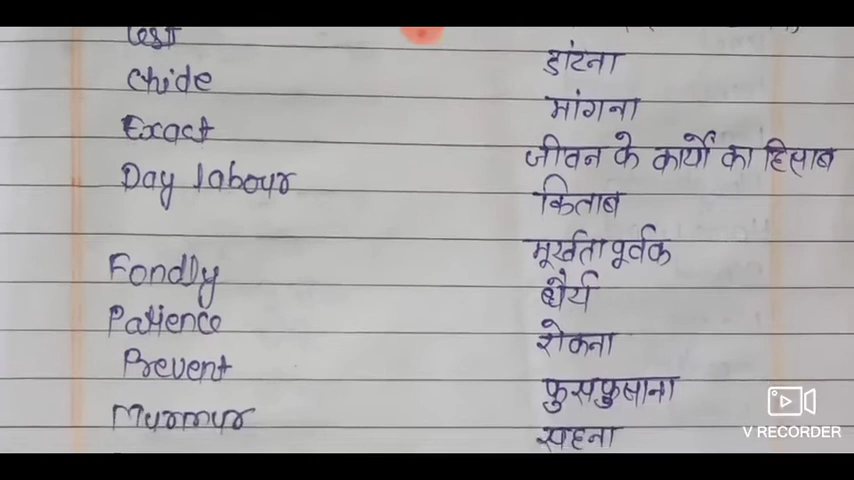 Chide डांटना
Exact मांगना
Day labour जीवन के कार्यों का हिसाब
किताब
Fondly मूर्खतापूर्वक
Patience धैर्य
Prevent रोकना
Murmur फुसफुसाना
सहना
V RECORDER